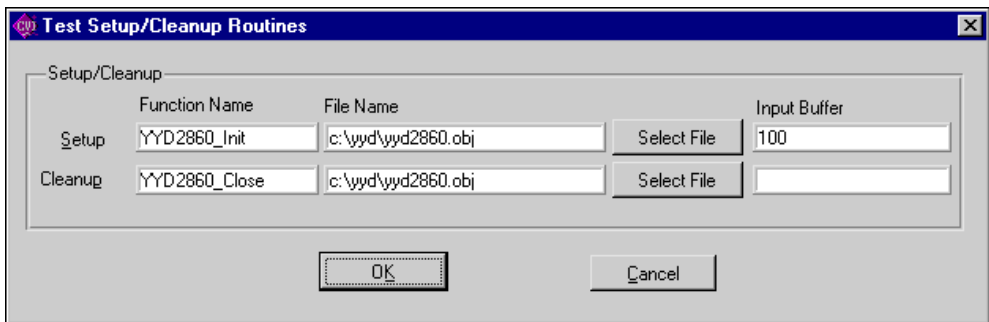 CVI Test Setup/Cleanup Routines
Setup/Cleanup
Function Name File Name Input Buffer
Setup YYD2860_Init c:\yyd\yyd2860.obj Select File 100
Cleanup YYD2860_Close c:\yyd\yyd2860.obj Select File
OK Cancel